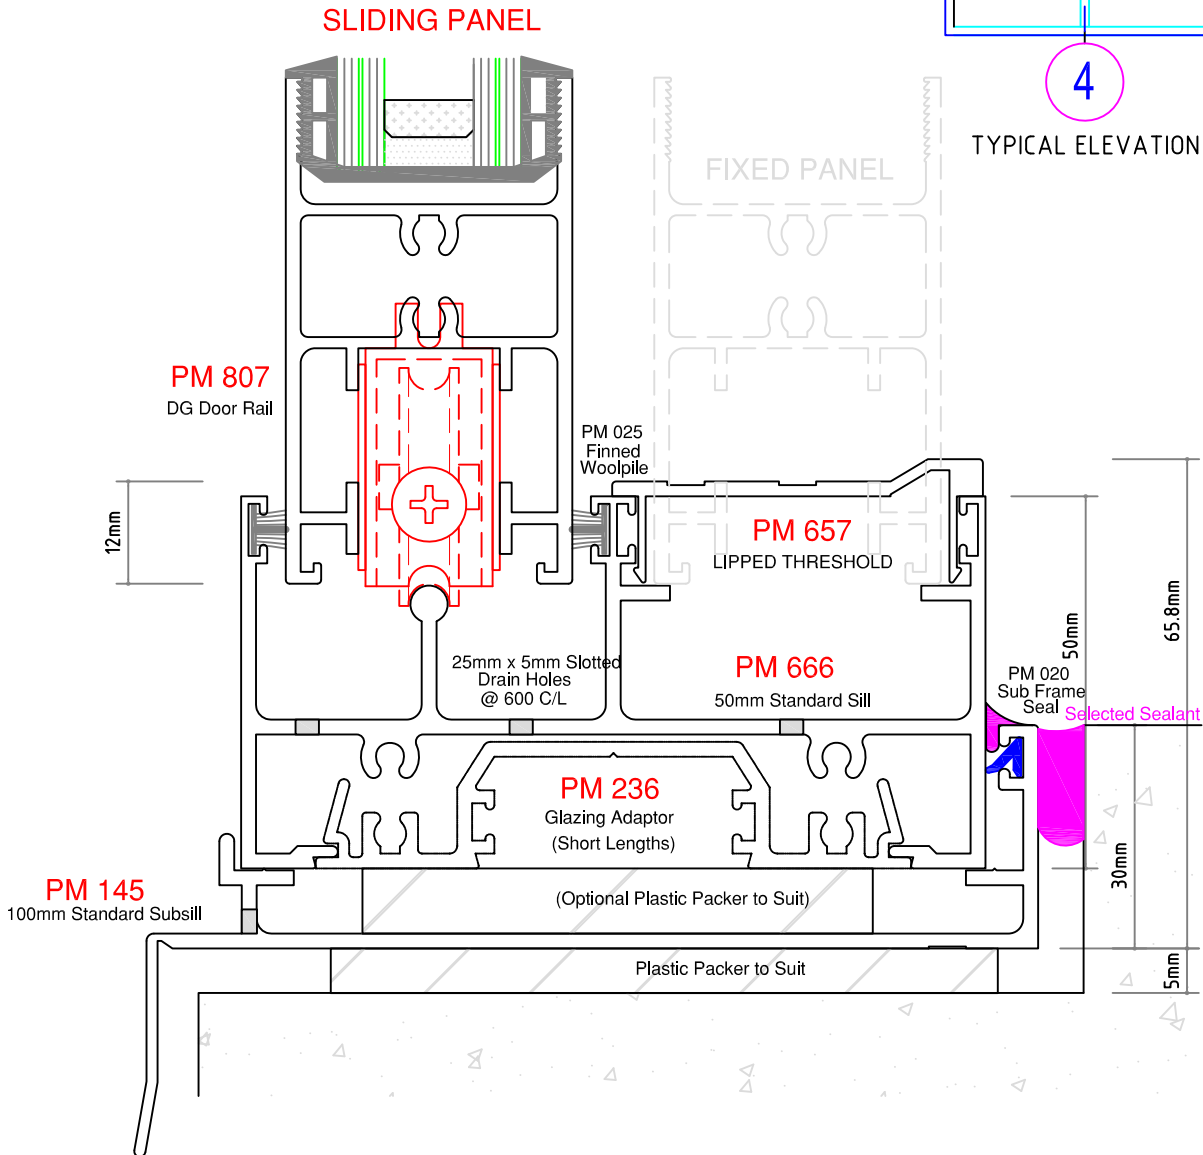 SLIDING PANEL
4
TYPICAL ELEVATION
FIXED PANEL
PM 807
DG Door Rail
PM 025
Finned
Woolpile
12mm
PM 657
LIPPED THRESHOLD
65.8mm
50mm
25mm x 5mm Slotted
Drain Holes
@ 600 C/L
PM 666
50mm Standard Sill
PM 020
Sub Frame
Seal
Selected Sealant
PM 236
Glazing Adaptor
(Short Lengths)
30mm
PM 145
100mm Standard Subsill
(Optional Plastic Packer to Suit)
Plastic Packer to Suit
5mm